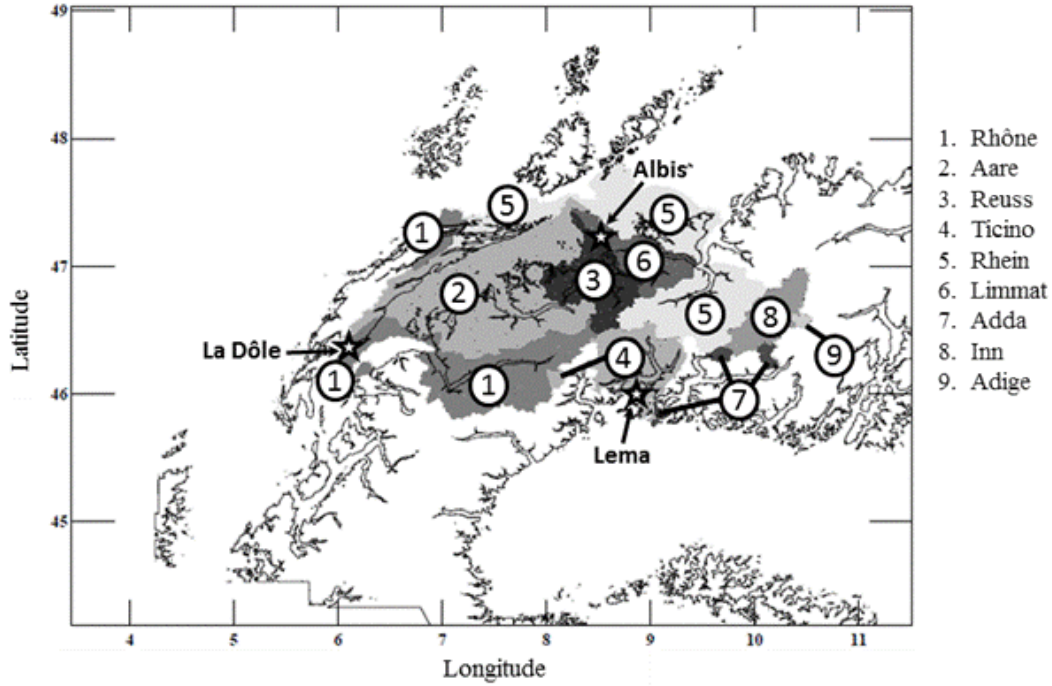 49
48
47
46
45
Latitude
4 5 6 7 8 9 10 11
Longitude
Albis
La Dôle
Lema
5
5
1
6
3
2
5
8
4
9
1
1
7
1. Rhône
2. Aare
3. Reuss
4. Ticino
5. Rhein
6. Limmat
7. Adda
8. Inn
9. Adige